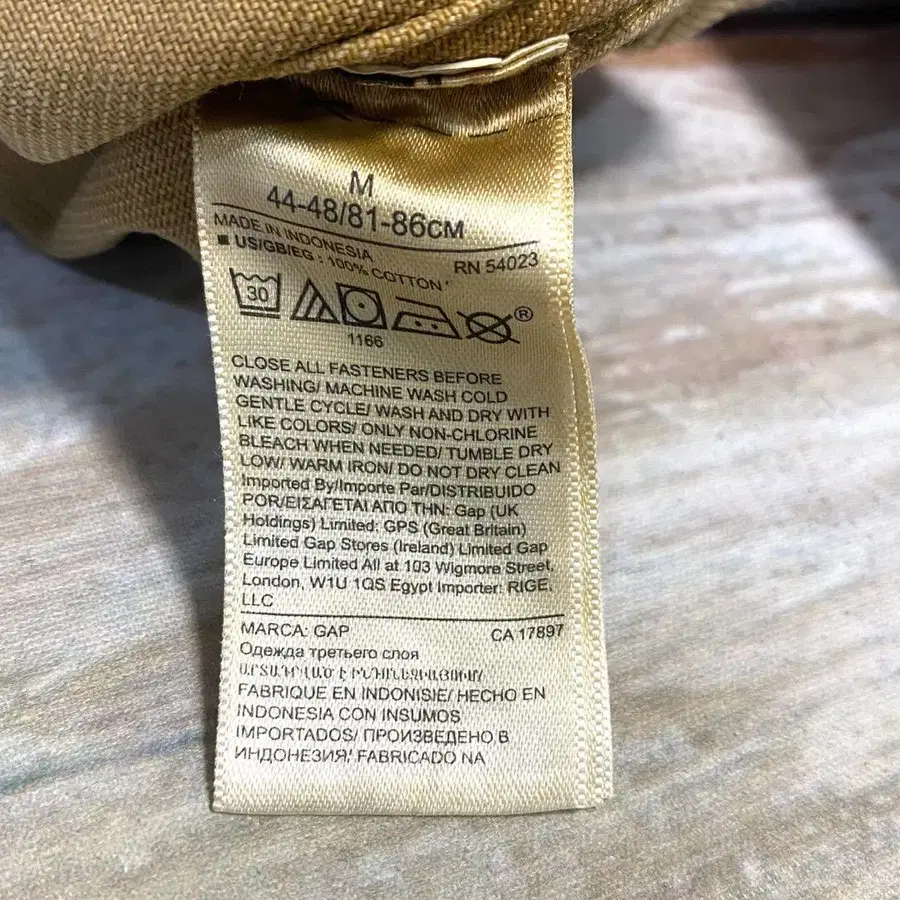 M
44-48/81-86CM
MADE IN INDONESIA
RN 54023
■ US/GB/EG : 100% COTTON
30
®
1166
CLOSE ALL FASTENERS BEFORE
WASHING/ MACHINE WASH COLD
GENTLE CYCLE/ WASH AND DRY WITH
LIKE COLORS/ ONLY NON-CHLORINE
BLEACH WHEN NEEDED/ TUMBLE DRY
LOW/ WARM IRON/ DO NOT DRY CLEAN
Imported By/Importe Par/DISTRIBUIDO
POR/ΕΙΣΑΓΕΤΑΙ ΑΠΟ ΤΗΝ: Gap (UK
Holdings) Limited: GPS (Great Britain)
Limited Gap Stores (Ireland) Limited Gap
Europe Limited All at 103 Wigmore Street,
London, W1U 1QS Egypt Importer: RIGE,
LLC
MARCA: GAP
CA 17897
Одежда третьего слоя
ԱՐՏԱԴՐՎԱԾ Է ԻՆԴՈՆԵԶԻԱՅՈՒՄ/
FABRIQUE EN INDONISIE/ HECHO EN
INDONESIA CON INSUMOS
IMPORTADOS/ ПРОИЗВЕДЕНО В
ИНДОНЕЗИЯ/ FABRICADO NA